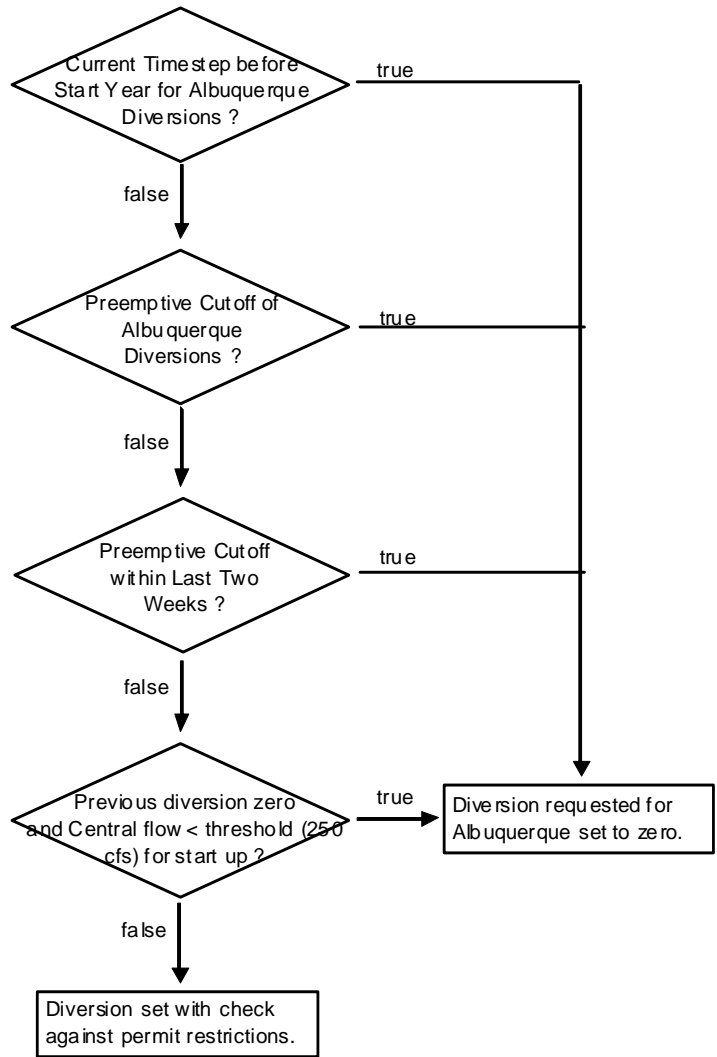 Current Timestep before
Start Year for Albuquerque
Diversions ?
true
false
Preemptive Cutoff of
Albuquerque
Diversions ?
true
false
Preemptive Cutoff
within Last Two
Weeks ?
true
false
Previous diversion zero
and Central flow < threshold (250
cfs) for start up ?
true
Diversion requested for
Albuquerque set to zero.
false
Diversion set with check
against permit restrictions.